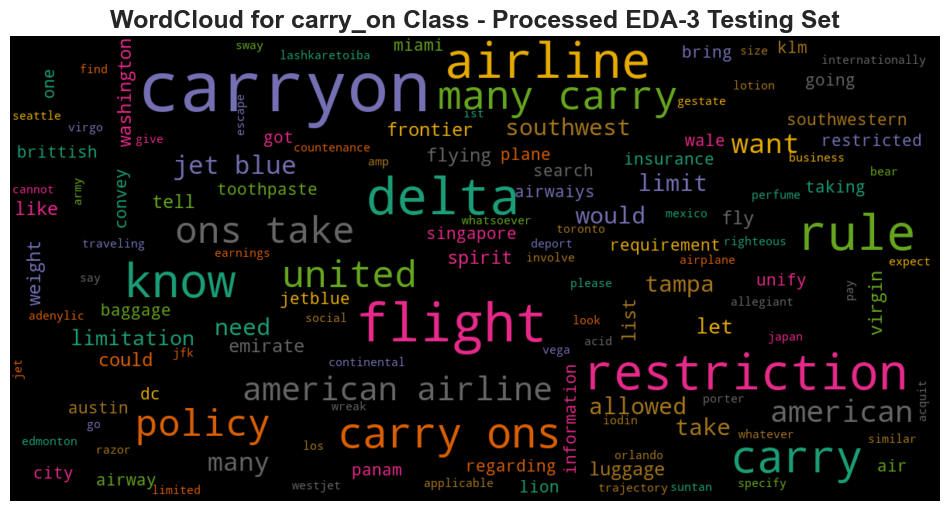 WordCloud for carry_on Class - Processed EDA-3 Testing Set
sway
miami
airline
bring
size
klm
find
one
washington
lashkaretoiba
internationally
carryon
many carry
lotion
going
escape
gestate
seattle
virgo
give
ist
frontier
southwest
southwestern
got
wale
want
restricted
brittish
countenance
flying
plane
insurance
business
jet blue
amp
search
limit
bear
cannot
army
convey
toothpaste
delta
airwaiys
taking
perfume
like
tell
whatsoever
would
mexico
fly
rule
ons take
singapore
toronto
requirement
righteous
traveling
earnings
spirit
deport
involve
airplane
expect
weight
say
know
united
please
tampa
unify
virgin
pay
baggage
jetblue
list
allegiant
adenylic
social
flight
look
let
limitation
need
acid
japan
could
jfk
emirate
vega
jet
continental
information
restriction
dc
american airline
porter
acquit
austin
wreak
iodin
allowed
american
go
policy
carry ons
take
whatever
similar
edmonton
razor
los
regarding
orlando
carry
city
many
panam
luggage
air
airway
limited
westjet
applicable
lion
trajectory
suntan
specify